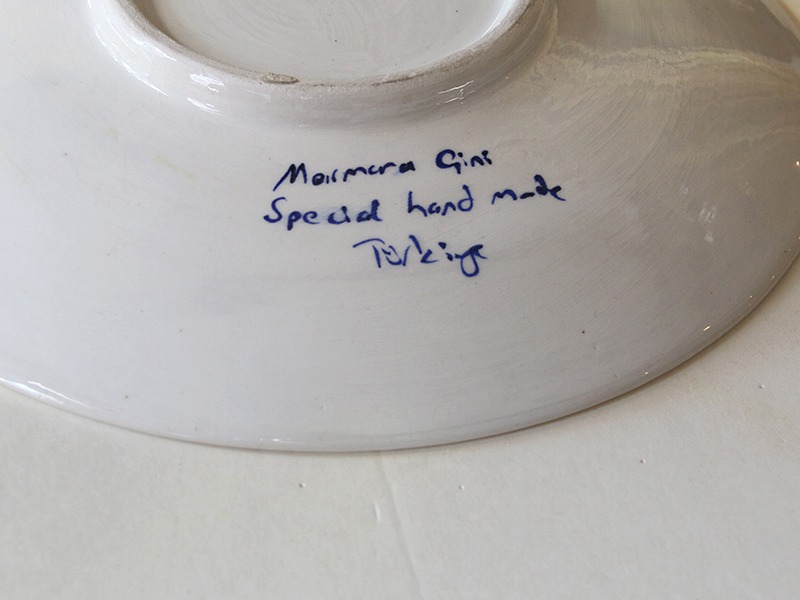 Marmara Çini
Special hand made
Türkiye